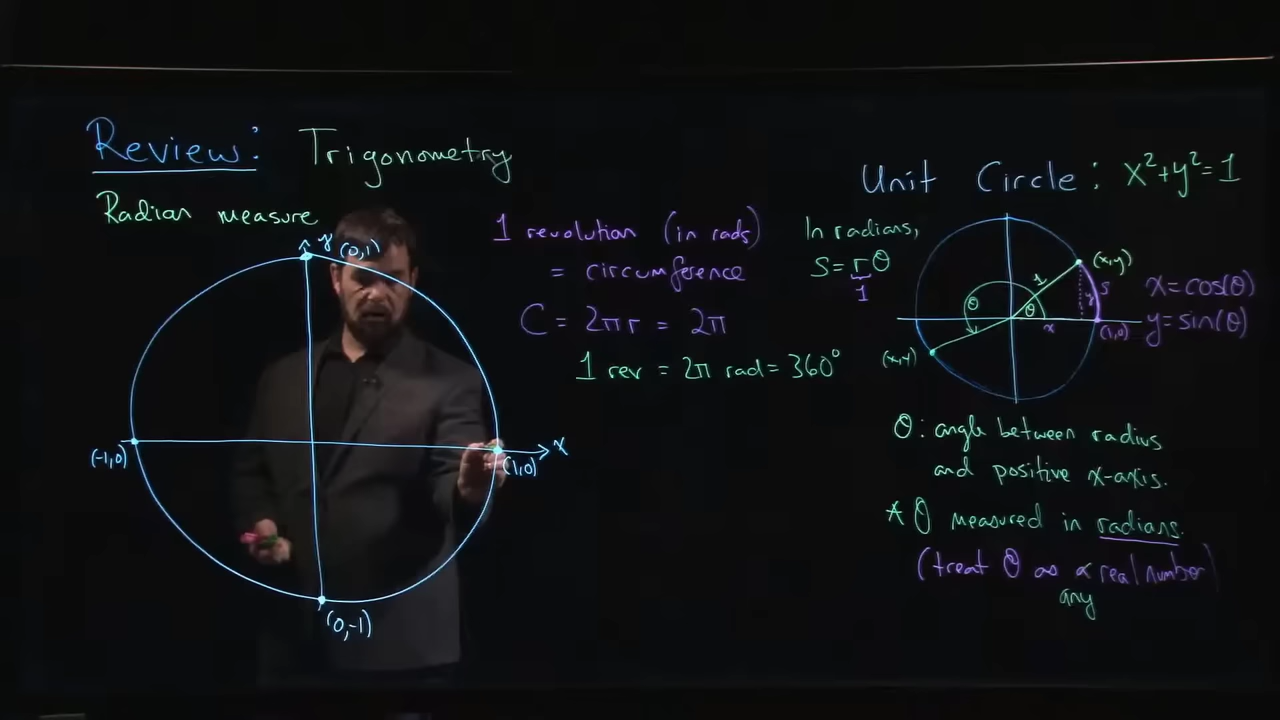 Review: Trigonometry
Radian measure
y (0,1)
(-1,0)
x
(1,0)
(0,-1)
1 revolution (in rads)
= circumference
C = 2πr = 2π
1 rev = 2π rad = 360°
In radians,
S = rθ
1
Unit Circle: x²+y²=1
(x,y)
1
s
y
θ
θ
x
(1,0)
(x,y)
x=cos(θ)
y=sin(θ)
θ: angle between radius
and positive x-axis.
* θ measured in radians.
(treat θ as a real number)
any